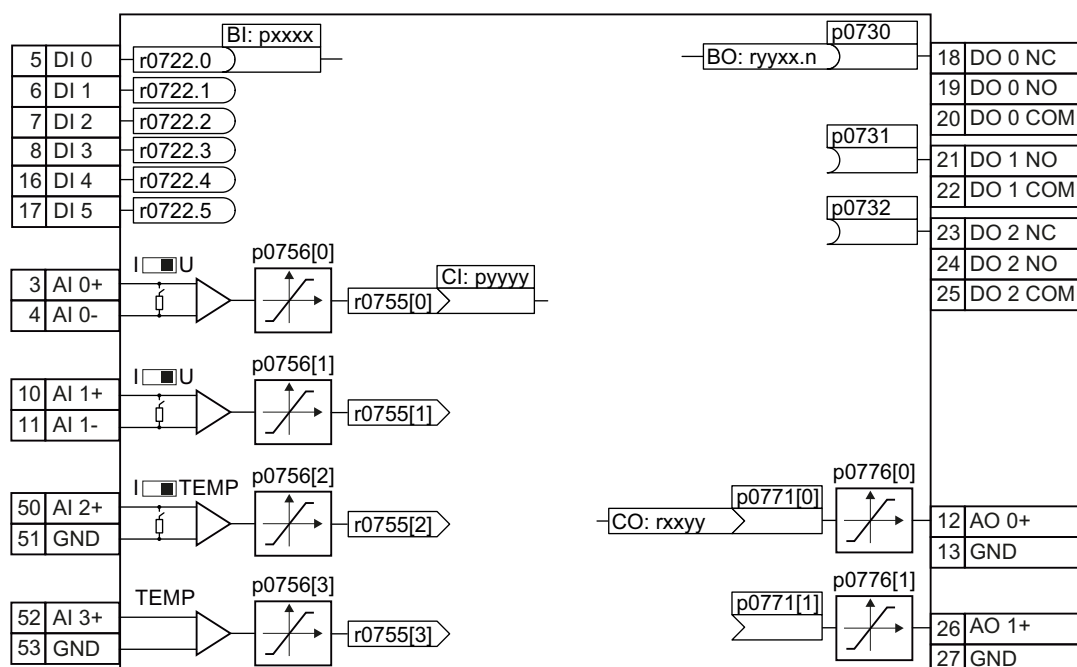 BI: pxxxx
5 DI 0 r0722.0
6 DI 1 r0722.1
7 DI 2 r0722.2
8 DI 3 r0722.3
16 DI 4 r0722.4
17 DI 5 r0722.5
I U p0756[0]
CI: pyyyy
3 AI 0+
r0755[0]
4 AI 0-
I U p0756[1]
10 AI 1+
r0755[1]
11 AI 1-
I TEMP p0756[2]
50 AI 2+
r0755[2]
51 GND
TEMP p0756[3]
52 AI 3+
r0755[3]
53 GND
p0730
BO: ryyxx.n
18 DO 0 NC
19 DO 0 NO
20 DO 0 COM
p0731
21 DO 1 NO
22 DO 1 COM
p0732
23 DO 2 NC
24 DO 2 NO
25 DO 2 COM
p0776[0]
p0771[0]
CO: rxxyy
12 AO 0+
13 GND
p0776[1]
p0771[1]
26 AO 1+
27 GND